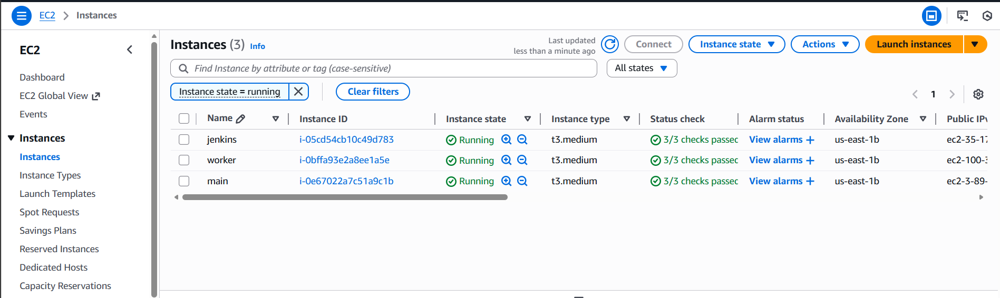 EC2 > Instances
EC2
Dashboard
EC2 Global View
Events
Instances
Instances
Instance Types
Launch Templates
Spot Requests
Savings Plans
Reserved Instances
Dedicated Hosts
Capacity Reservations
Instances (3) Info
Last updated
less than a minute ago
Connect
Instance state
Actions
Launch instances
Find Instance by attribute or tag (case-sensitive)
All states
Instance state = running
Clear filters
1
Name Instance ID Instance state Instance type Status check Alarm status Availability Zone Public IPv
jenkins i-05cd54cb10c49d783 Running t3.medium 3/3 checks passec View alarms + us-east-1b ec2-35-17
worker i-0bffa93e2a8ee1a5e Running t3.medium 3/3 checks passec View alarms + us-east-1b ec2-100-3
main i-0e67022a7c51a9c1b Running t3.medium 3/3 checks passec View alarms + us-east-1b ec2-3-89-